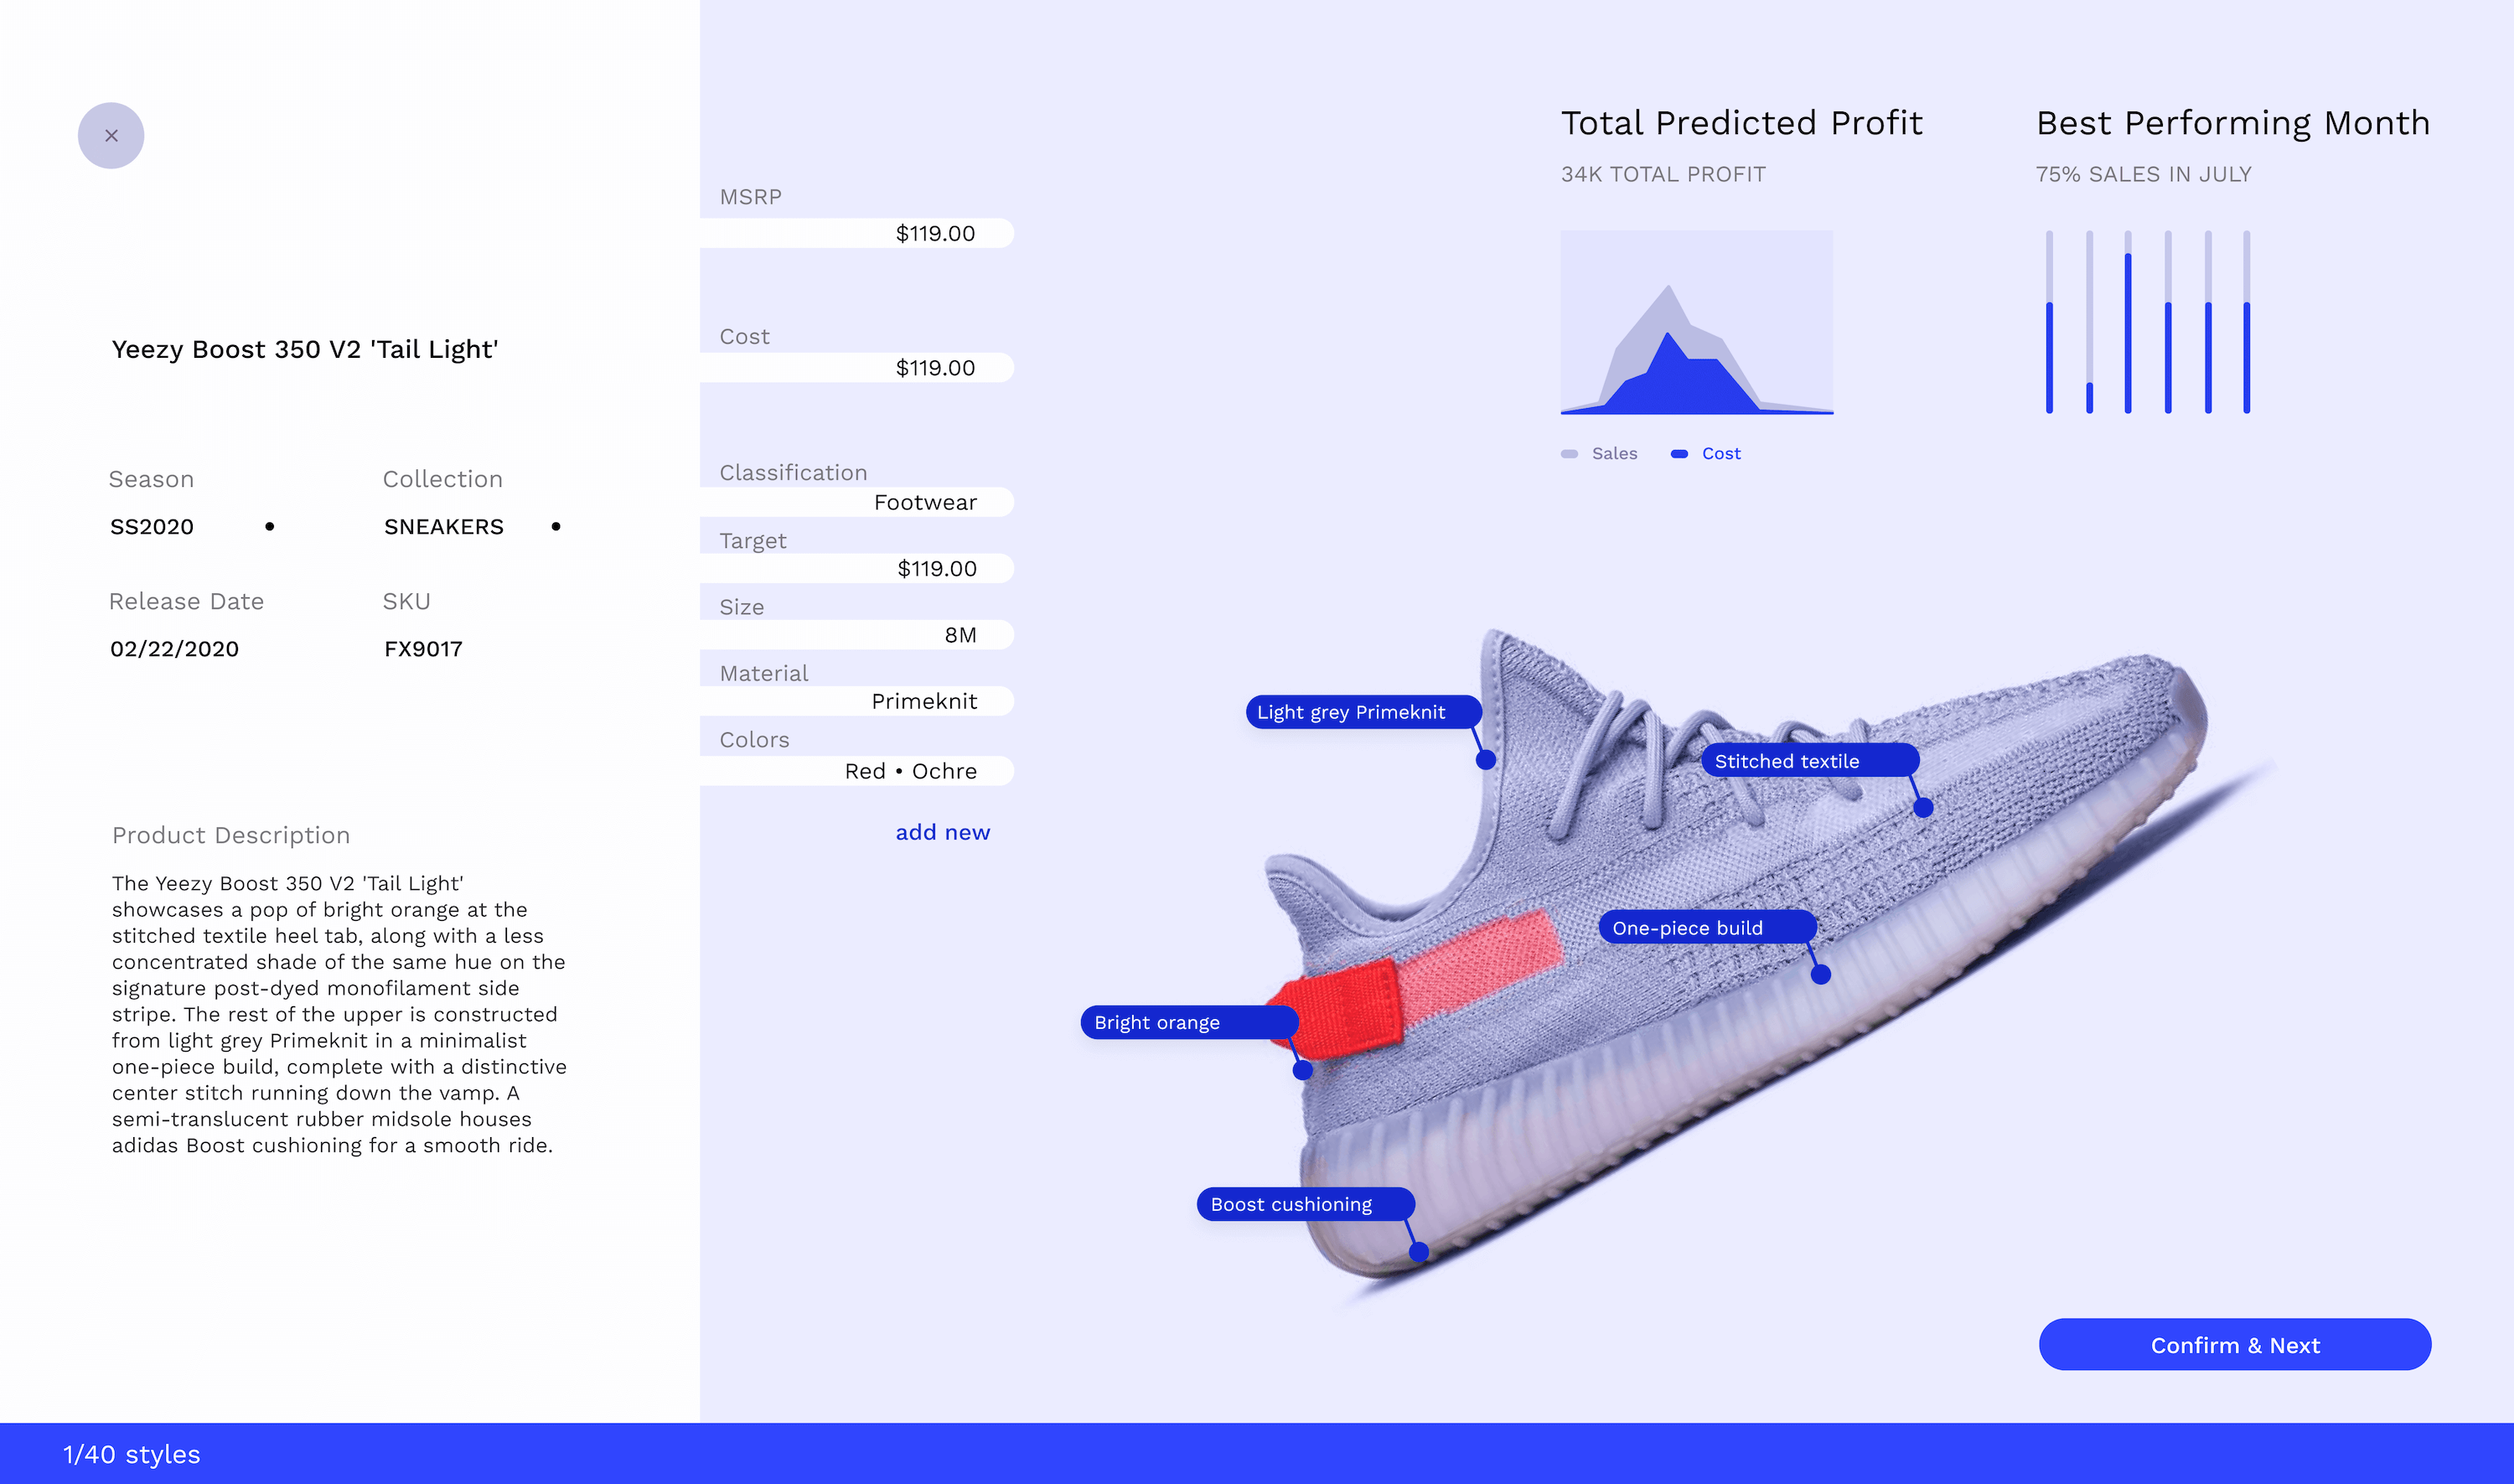 ×
Yeezy Boost 350 V2 'Tail Light'
Season
SS2020 •
Collection
SNEAKERS •
Release Date
02/22/2020
SKU
FX9017
Product Description
The Yeezy Boost 350 V2 'Tail Light'
showcases a pop of bright orange at the
stitched textile heel tab, along with a less
concentrated shade of the same hue on the
signature post-dyed monofilament side
stripe. The rest of the upper is constructed
from light grey Primeknit in a minimalist
one-piece build, complete with a distinctive
center stitch running down the vamp. A
semi-translucent rubber midsole houses
adidas Boost cushioning for a smooth ride.
MSRP
$119.00
Cost
$119.00
Classification
Footwear
Target
$119.00
Size
8M
Material
Primeknit
Colors
Red • Ochre
add new
Total Predicted Profit
34K TOTAL PROFIT
Sales
Cost
Best Performing Month
75% SALES IN JULY
Light grey Primeknit
Stitched textile
One-piece build
Bright orange
Boost cushioning
Confirm & Next
1/40 styles